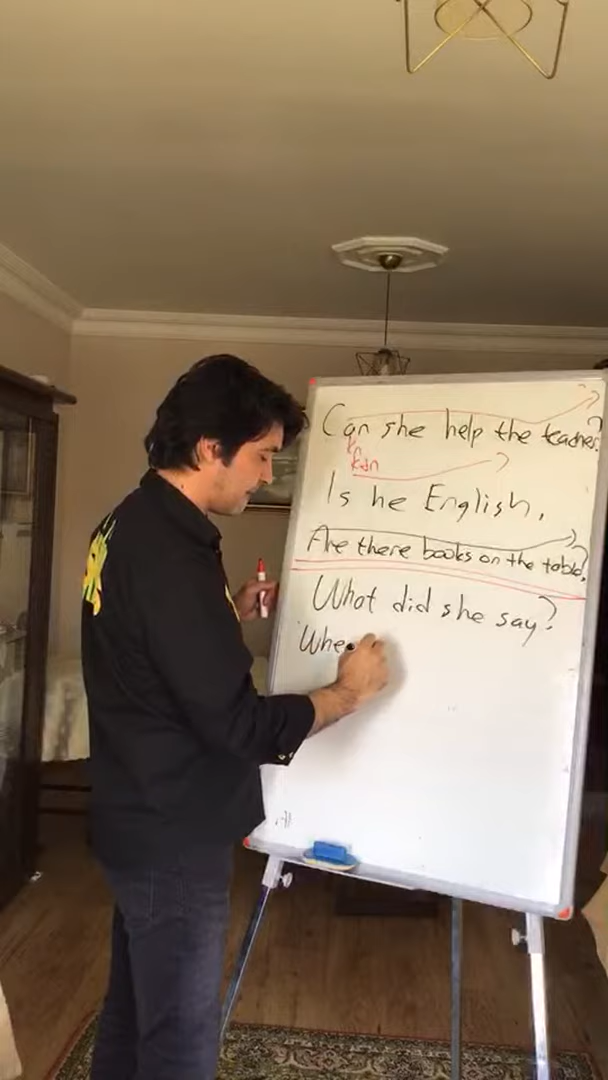 Can she help the teacher?
kan
Is he English,
Are there books on the table?
What did she say?
Whe